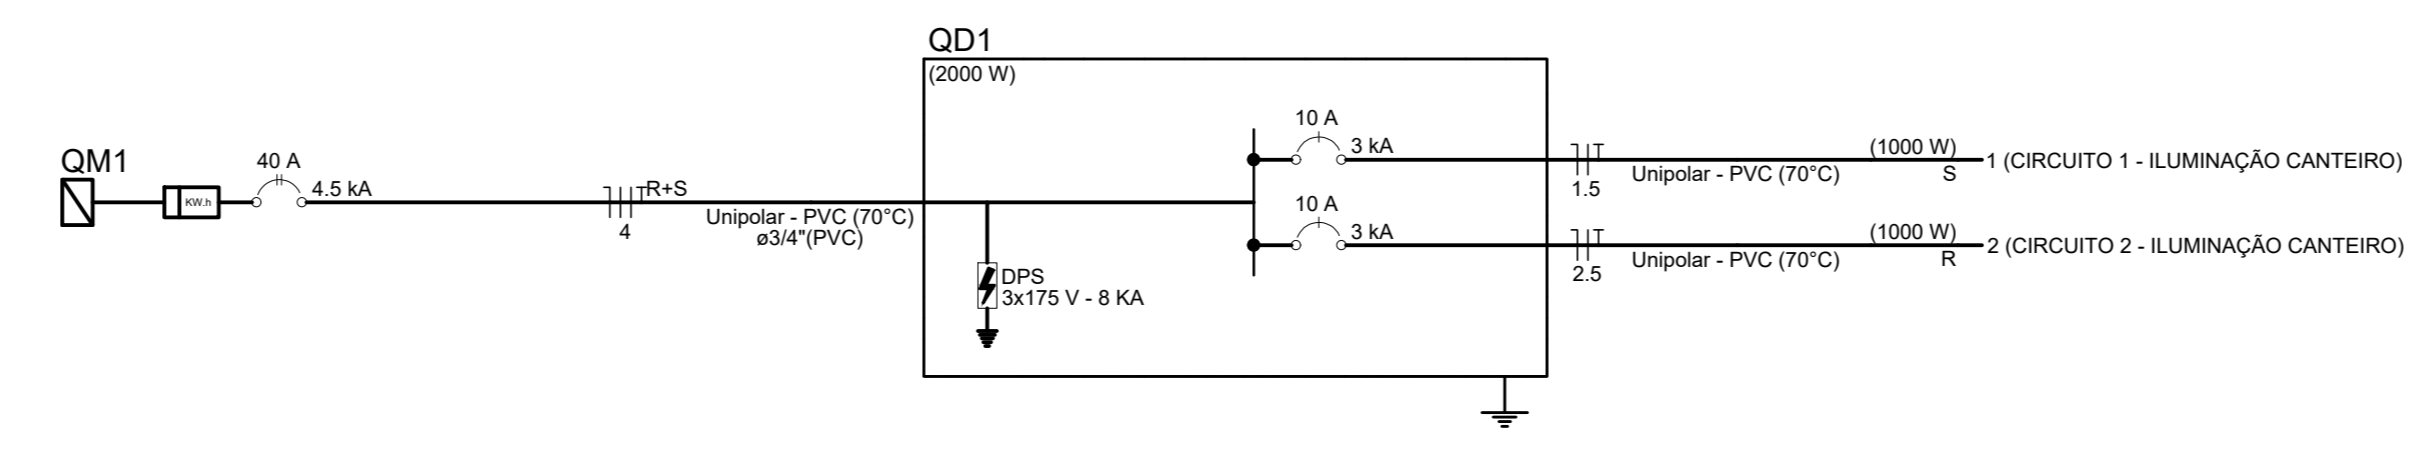 QD1
(2000 W)
QM1
KW.h
40 A
4.5 kA
R+S
4
Unipolar - PVC (70°C)
ø3/4"(PVC)
DPS
3x175 V - 8 KA
10 A
3 kA
1.5
Unipolar - PVC (70°C)
(1000 W)
S
1 (CIRCUITO 1 - ILUMINAÇÃO CANTEIRO)
10 A
3 kA
2.5
Unipolar - PVC (70°C)
(1000 W)
R
2 (CIRCUITO 2 - ILUMINAÇÃO CANTEIRO)